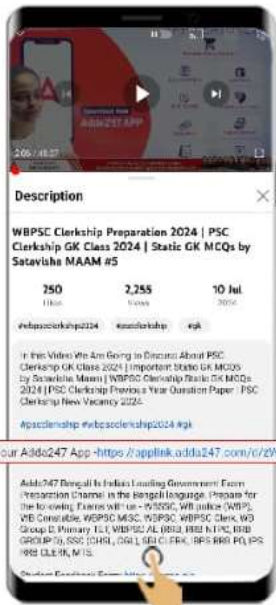 Adda247 APP
2:05 / 48:37
Description
WBPSC Clerkship Preparation 2024 | PSC
Clerkship GK Class 2024 | Static GK MCQs by
Satavisha MAAM #5
250
2,255
10 Jul
Likes
Views
2024
#wbpscclerkship2024
#pscclerkship
#gk
In this Video We Are Going to Discuss About PSC
Clerkship GK Class 2024 | Important Static GK MCQS
by Satavisha Maam | WBPSC Clerkship Static GK MCQs
2024 | PSC Clerkship Previous Year Question Paper | PSC
Clerkship New Vacancy 2024
#pscclerkship #wbpscclerkship2024 #gk
our Adda247 App -https://applink.adda247.com/d/zW
Adda247 Bengali Is India's Leading Government Exam
Preparation Channel in the Bengali language. Prepare for
the following Exams with us - WBSSC, WB police (WBP),
WB Constable, WBPSC MISC, WBPSC, WBPSC Clerk, WB
Group D, Primary TET, WBPSC AE (RRB, RRB NTPC, RRB
GROUP D), SSC (CHSL, CGL), SBI CLERK, IBPS RRB PO, IPS
RRB CLERK, MTS.
Student Feedback Form